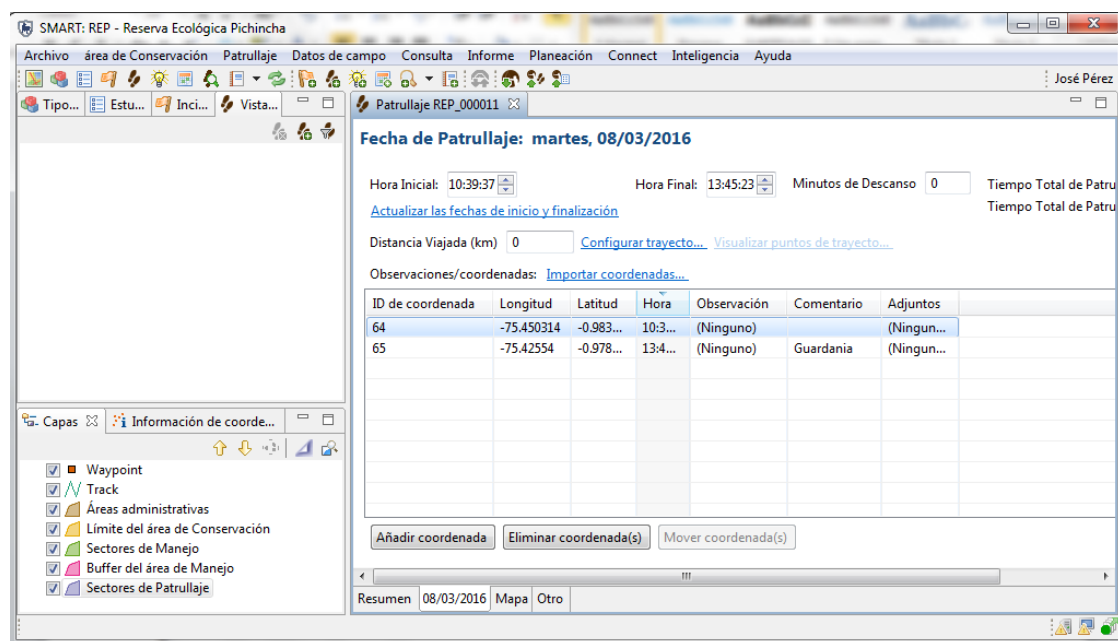 SMART: REP - Reserva Ecológica Pichincha
Archivo área de Conservación Patrullaje Datos de campo Consulta Informe Planeación Connect Inteligencia Ayuda
José Pérez
Tipo... Estu... Inci... Vista...
Patrullaje REP_000011
Fecha de Patrullaje: martes, 08/03/2016
Hora Inicial: 10:39:37 Hora Final: 13:45:23 Minutos de Descanso 0 Tiempo Total de Patru
Actualizar las fechas de inicio y finalización Tiempo Total de Patru
Distancia Viajada (km) 0 Configurar trayecto... Visualizar puntos de trayecto...
Observaciones/coordenadas: Importar coordenadas...
ID de coordenada Longitud Latitud Hora Observación Comentario Adjuntos
64 -75.450314 -0.983... 10:3... (Ninguno) (Ningun...
65 -75.42554 -0.978... 13:4... (Ninguno) Guardania (Ningun...
Añadir coordenada Eliminar coordenada(s) Mover coordenada(s)
Resumen 08/03/2016 Mapa Otro
Capas Información de coorde...
Waypoint
Track
Áreas administrativas
Límite del área de Conservación
Sectores de Manejo
Buffer del área de Manejo
Sectores de Patrullaje